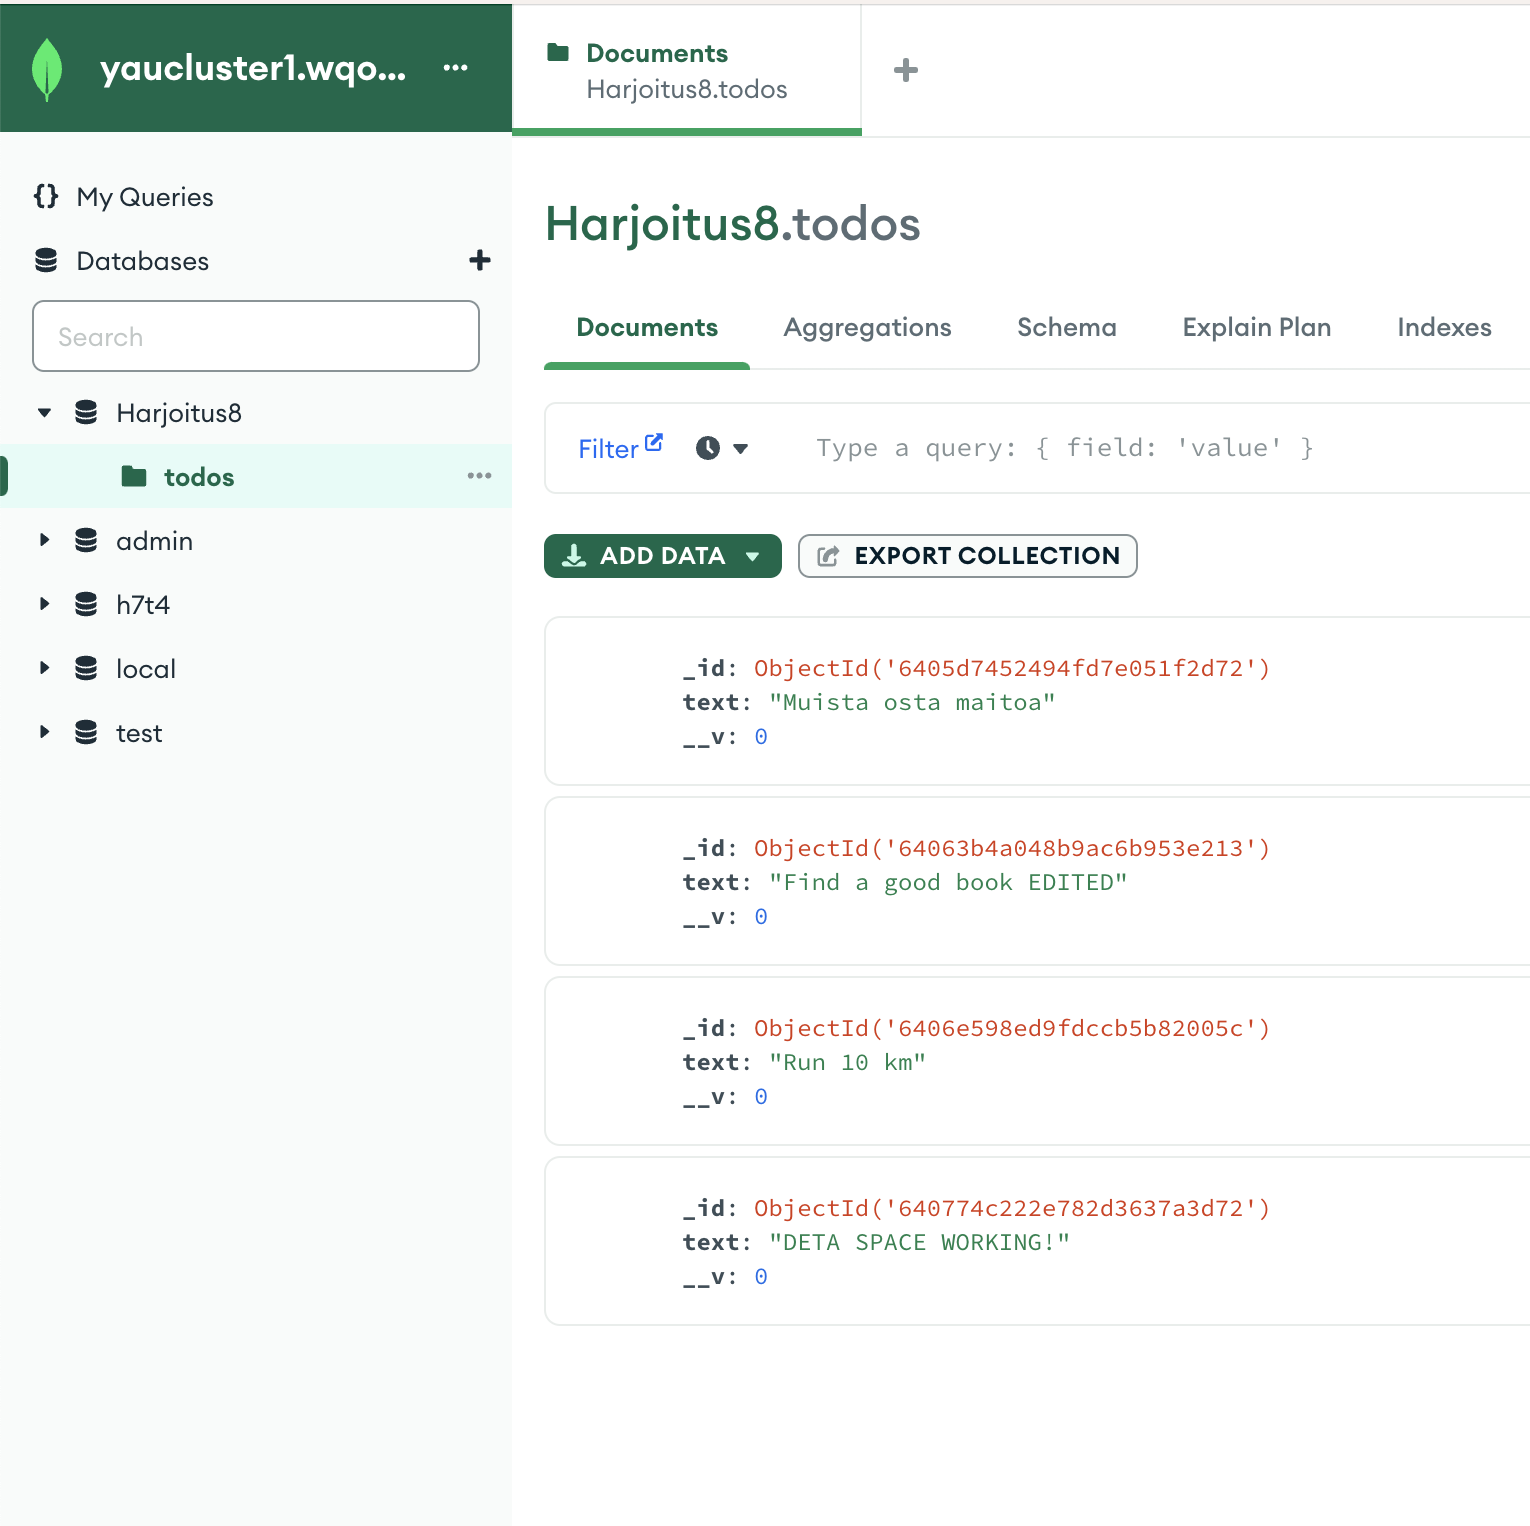 yaucluster1.wqo...
Documents
Harjoitus8.todos
My Queries
Databases
Search
Harjoitus8
todos
admin
h7t4
local
test
Harjoitus8.todos
Documents Aggregations Schema Explain Plan Indexes
Filter Type a query: { field: 'value' }
ADD DATA EXPORT COLLECTION
_id: ObjectId('6405d7452494fd7e051f2d72')
text: "Muista osta maitoa"
__v: 0
_id: ObjectId('64063b4a048b9ac6b953e213')
text: "Find a good book EDITED"
__v: 0
_id: ObjectId('6406e598ed9fdccb5b82005c')
text: "Run 10 km"
__v: 0
_id: ObjectId('640774c222e782d3637a3d72')
text: "DETA SPACE WORKING!"
__v: 0